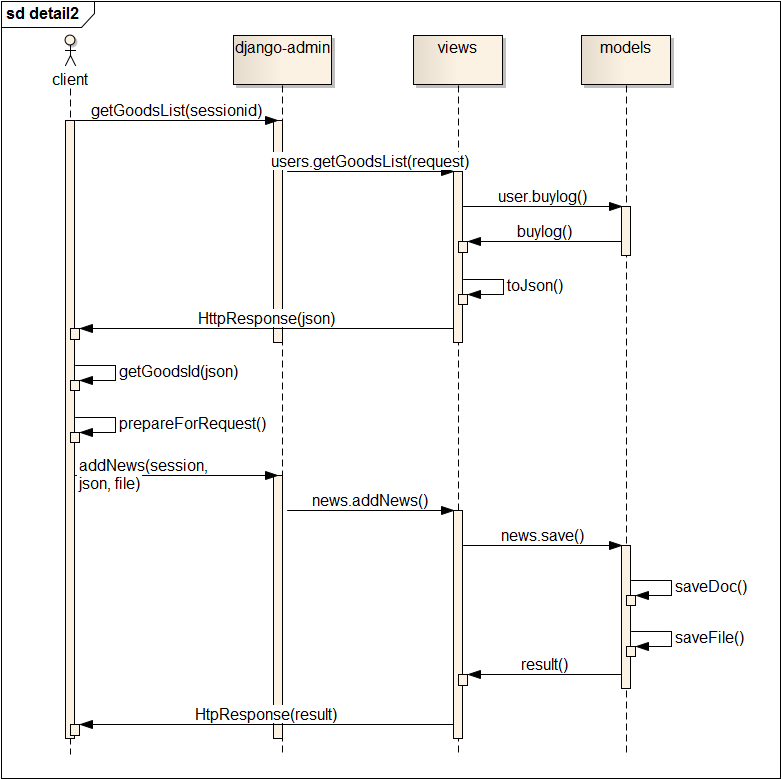 sd detail2
client
django-admin
views
models
getGoodsList(sessionid)
users.getGoodsList(request)
user.buylog()
buylog()
toJson()
HttpResponse(json)
getGoodsId(json)
prepareForRequest()
addNews(session,
json, file)
news.addNews()
news.save()
saveDoc()
saveFile()
result()
HtpResponse(result)